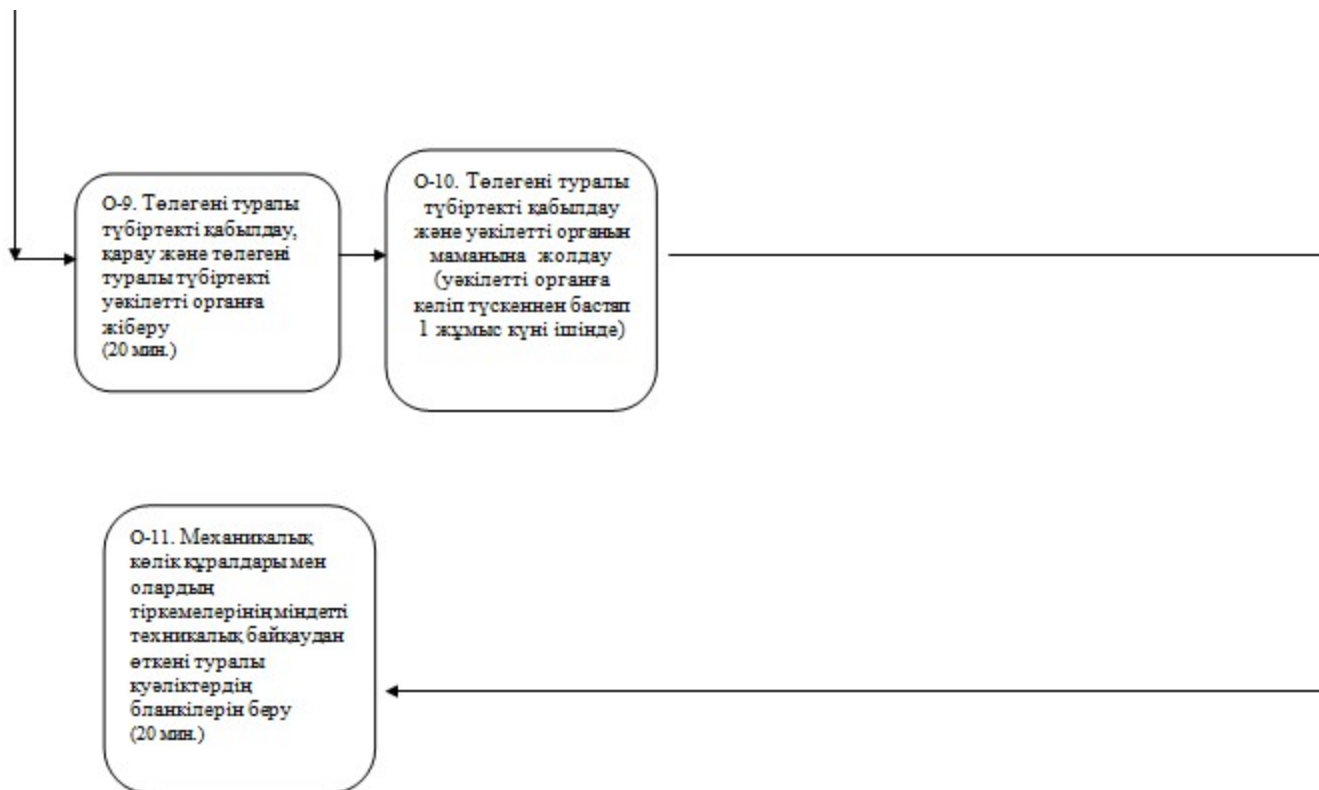 О-9. Төлегені туралы
түбіртекті қабылдау,
қарау және төлегені
туралы түбіртекті
уәкілетті органға
жіберу
(20 мин.)
О-10. Төлегені туралы
түбіртекті қабылдау
және уәкілетті органын
маманына жолдау
(уәкілетті органға
келіп түскеннен бастап
1 жұмыс күні ішінде)
О-11. Механикалық
көлік құралдары мен
олардың
тіркемелерінің міндетті
техникалық байқаудан
өткені туралы
куәліктердің
бланкілерін беру
(20 мин.)